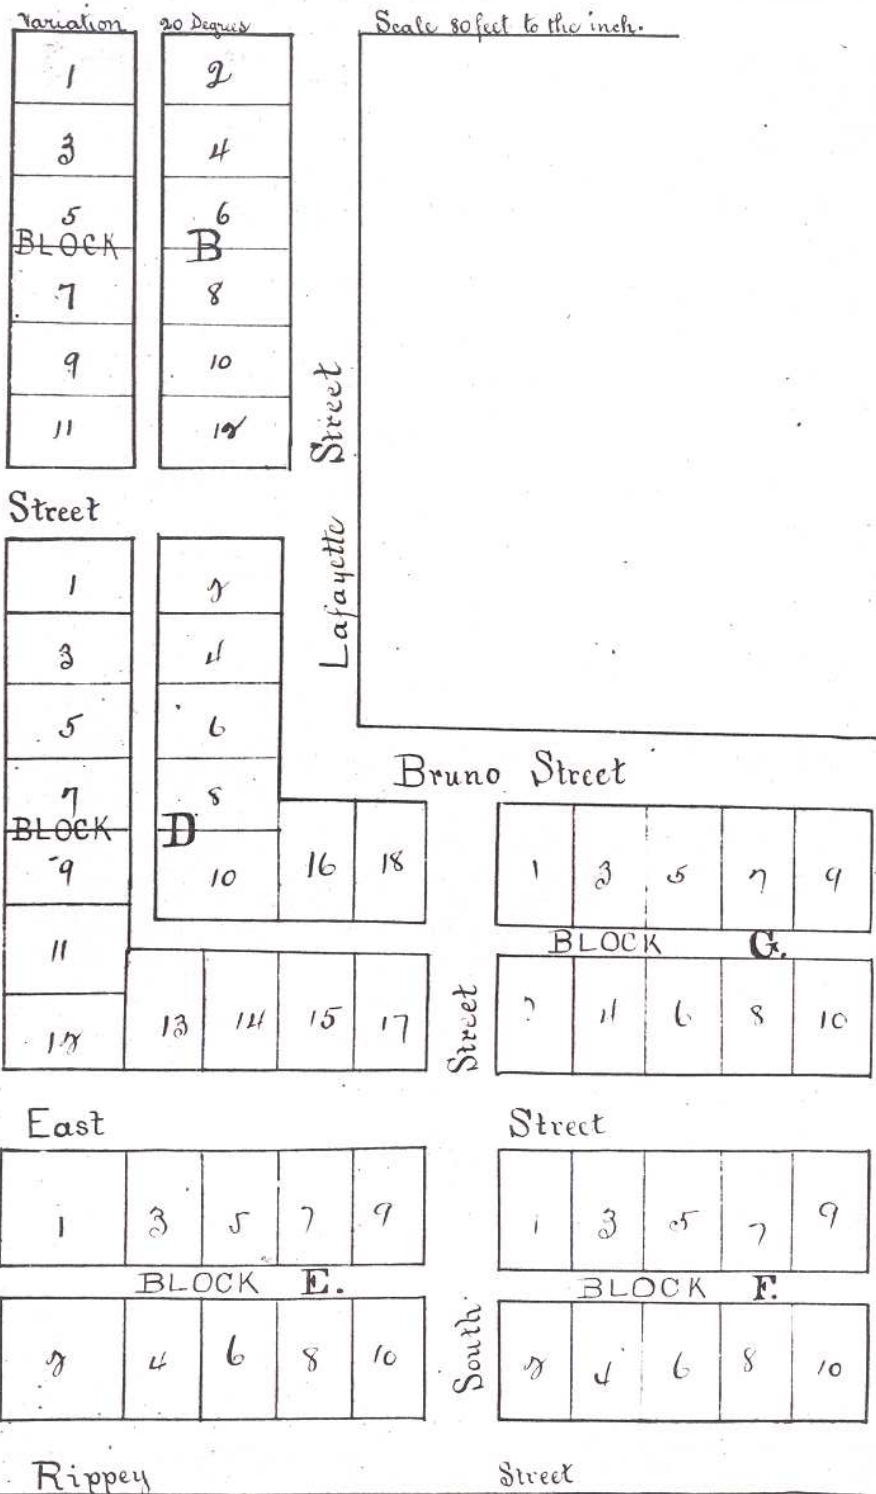 Variation 20 Degrees Scale 80 feet to the inch.
1 2
3 4
5 6
BLOCK B
7 8
9 10
11 12
Lafayette Street
Street
1 2
3 4
5 6
Bruno Street
7 8
BLOCK D
9 10 16 18 1 3 5 7 9
BLOCK G.
11
12 13 14 15 17 4 6 8 10
South Street
East Street
1 3 5 7 9 1 3 5 7 9
BLOCK E. BLOCK F.
2 4 6 8 10 2 4 6 8 10
Rippey Street